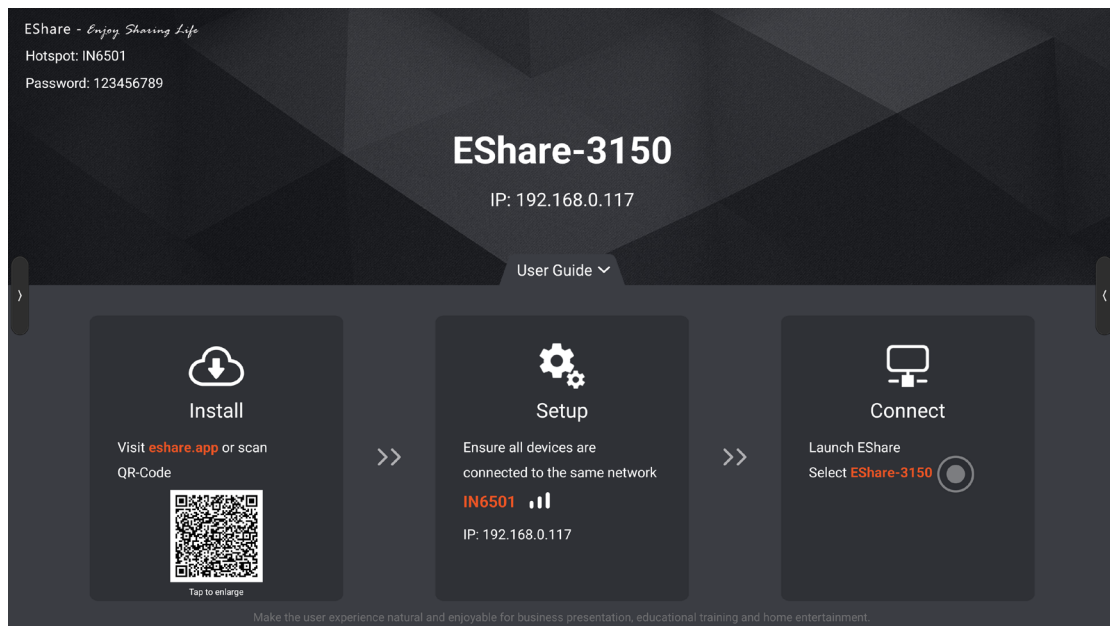 EShare - Enjoy Sharing Life
Hotspot: IN6501
Password: 123456789
EShare-3150
IP: 192.168.0.117
User Guide
Install
Visit eshare.app or scan
QR-Code
Tap to enlarge
Setup
Ensure all devices are
connected to the same network
IN6501
IP: 192.168.0.117
Connect
Launch EShare
Select EShare-3150
Make the user experience natural and enjoyable for business presentation, educational training and home entertainment.